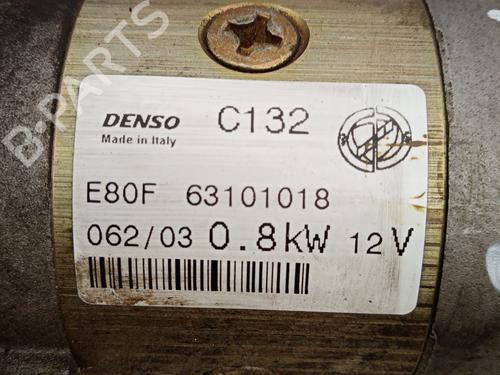 B-PARTS
DENSO C132
Made in Italy
E80F 63101018
062/03 0.8kW 12V